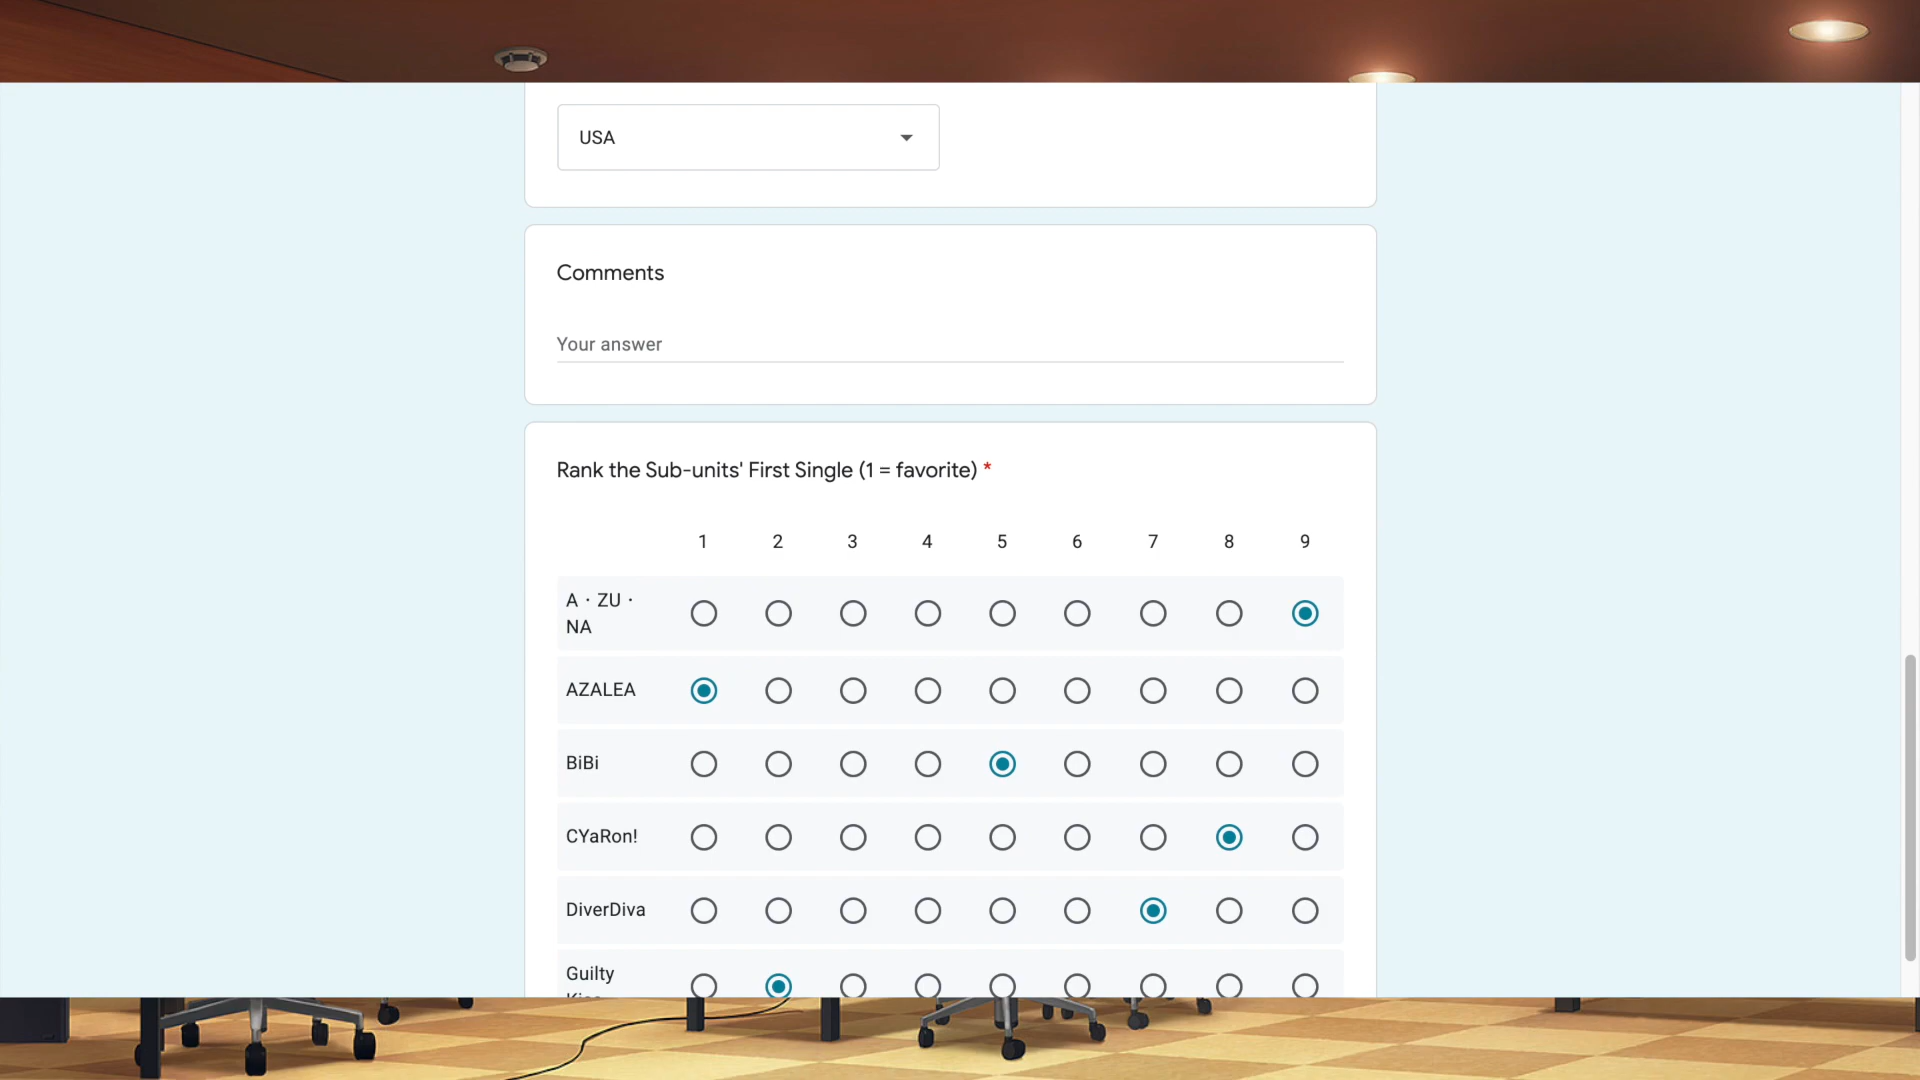 USA
Comments
Your answer
Rank the Sub-units' First Single (1 = favorite) *
1 2 3 4 5 6 7 8 9
A・ZU・
NA
AZALEA
BiBi
CYaRon!
DiverDiva
Guilty